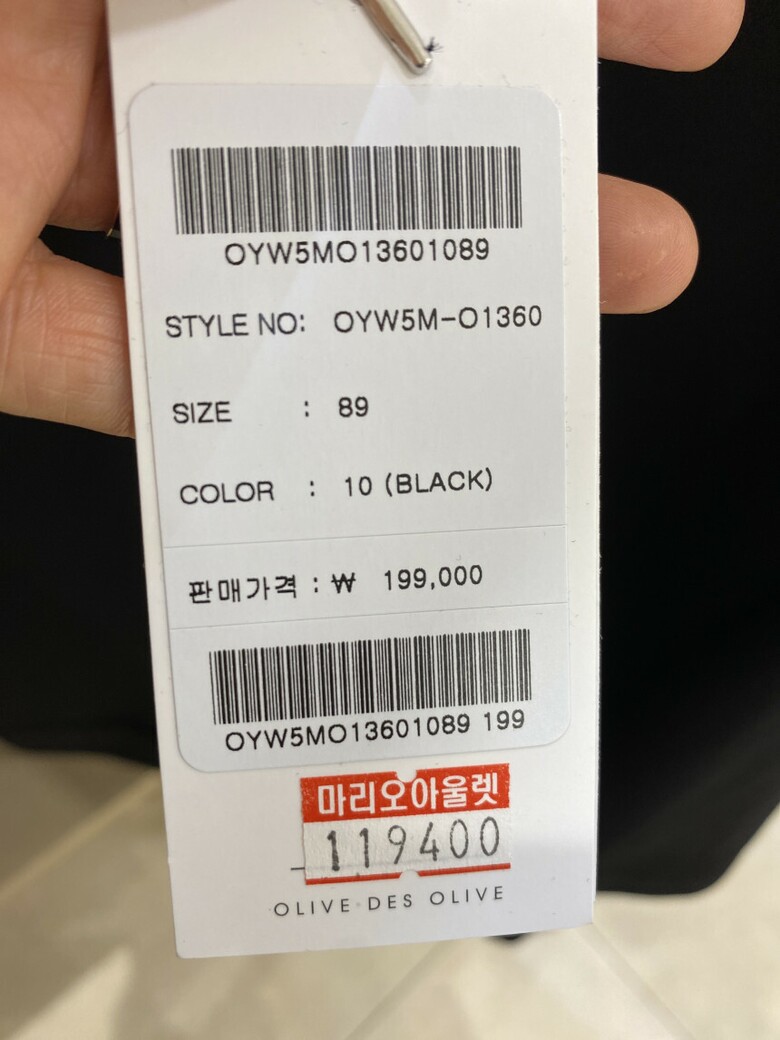 OYW5MO13601089
STYLE NO: OYW5M-O1360
SIZE : 89
COLOR : 10 (BLACK)
판매가격 : ₩ 199,000
OYW5MO13601089 199
마리오아울렛
119400
OLIVE DES OLIVE